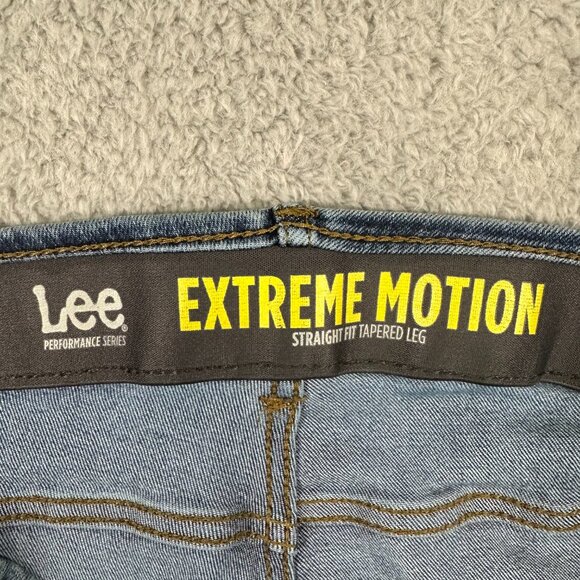 Lee®
PERFORMANCE SERIES
EXTREME MOTION
STRAIGHT FIT TAPERED LEG